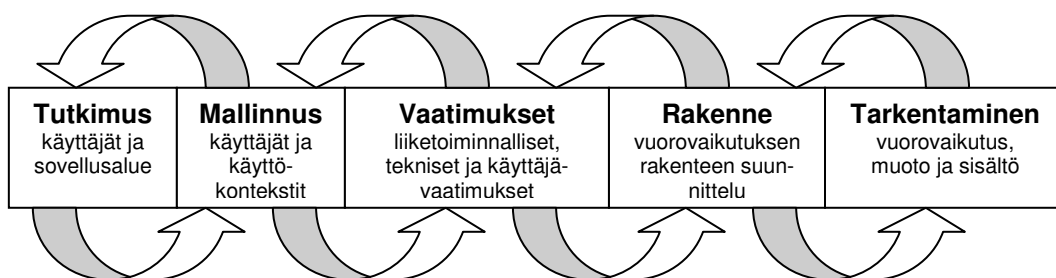 Tutkimus
käyttäjät ja
sovellusalue
Mallinnus
käyttäjät ja
käyttö-
kontekstit
Vaatimukset
liiketoiminnalliset,
tekniset ja käyttäjä-
vaatimukset
Rakenne
vuorovaikutuksen
rakenteen suun-
nittelu
Tarkentaminen
vuorovaikutus,
muoto ja sisältö